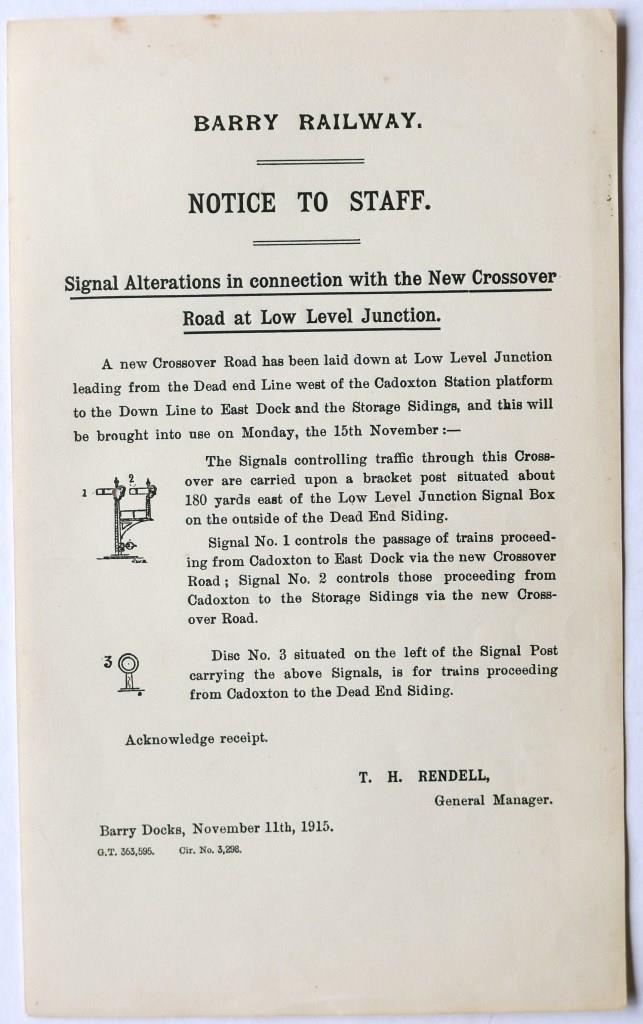 BARRY RAILWAY.
NOTICE TO STAFF.
Signal Alterations in connection with the New Crossover
Road at Low Level Junction.
A new Crossover Road has been laid down at Low Level Junction
leading from the Dead end Line west of the Cadoxton Station platform
to the Down Line to East Dock and the Storage Sidings, and this will
be brought into use on Monday, the 15th November :—
1 2
The Signals controlling traffic through this Cross-
over are carried upon a bracket post situated about
180 yards east of the Low Level Junction Signal Box
on the outside of the Dead End Siding.
Signal No. 1 controls the passage of trains proceed-
ing from Cadoxton to East Dock via the new Crossover
Road ; Signal No. 2 controls those proceeding from
Cadoxton to the Storage Sidings via the new Cross-
over Road.
3
Disc No. 3 situated on the left of the Signal Post
carrying the above Signals, is for trains proceeding
from Cadoxton to the Dead End Siding.
Acknowledge receipt.
T. H. RENDELL,
General Manager.
Barry Docks, November 11th, 1915.
G.T. 363,595. Cir. No. 3,298.